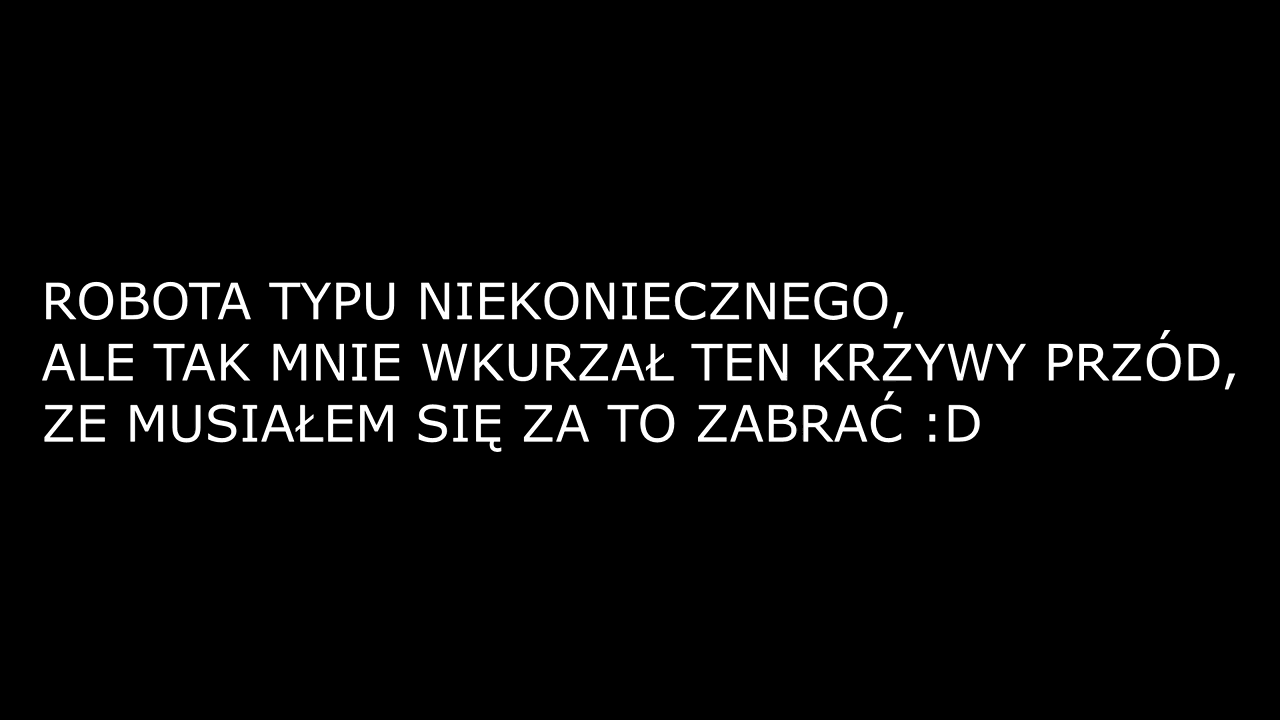 ROBOTA TYPU NIEKONIECZNEGO,
ALE TAK MNIE WKURZAŁ TEN KRZYWY PRZÓD,
ZE MUSIAŁEM SIĘ ZA TO ZABRAĆ :D